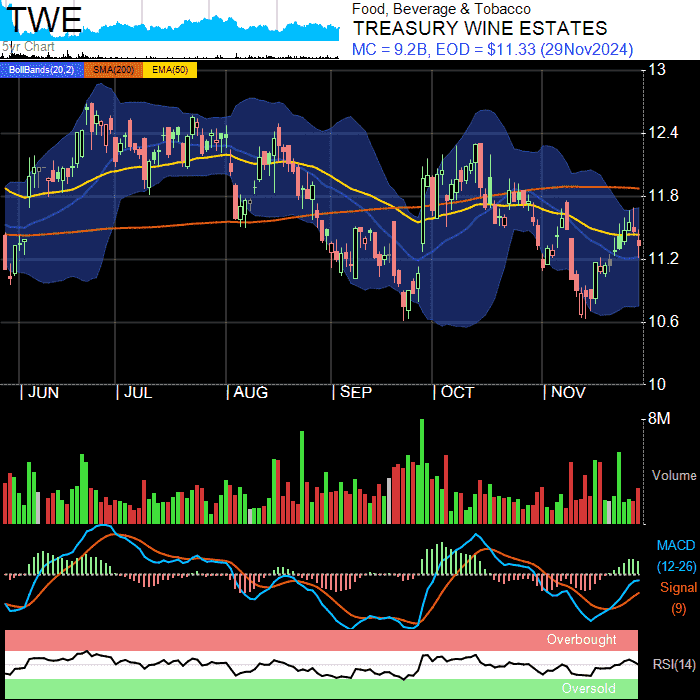 TWE
5yr Chart
Food, Beverage & Tobacco
TREASURY WINE ESTATES
MC = 9.2B, EOD = $11.33 (29Nov2024)
BollBands(20,2) SMA(200) EMA(50)
13
12.4
11.8
11.2
10.6
10
| JUN | JUL | AUG | SEP | OCT | NOV
8M
Volume
MACD
(12-26)
Signal
(9)
Overbought
RSI(14)
Oversold